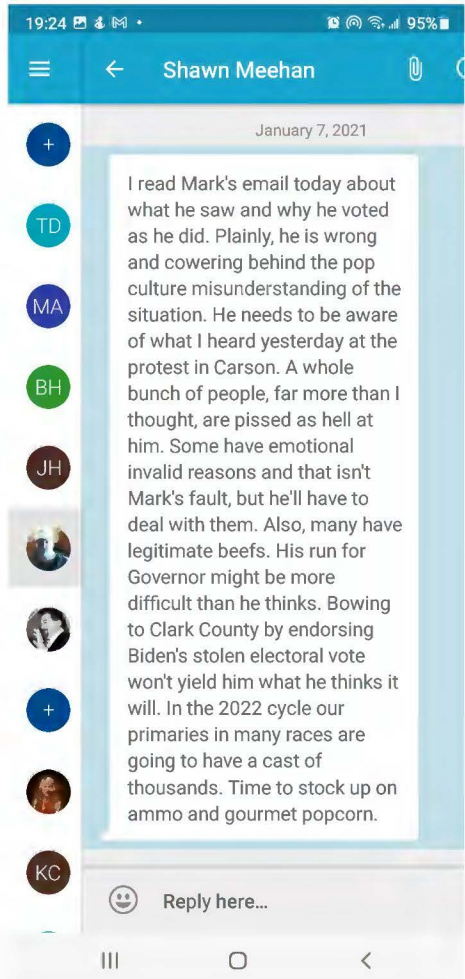 19:24 95%
Shawn Meehan
January 7, 2021
+
TD
MA
BH
JH
+
KC
I read Mark's email today about
what he saw and why he voted
as he did. Plainly, he is wrong
and cowering behind the pop
culture misunderstanding of the
situation. He needs to be aware
of what I heard yesterday at the
protest in Carson. A whole
bunch of people, far more than I
thought, are pissed as hell at
him. Some have emotional
invalid reasons and that isn't
Mark's fault, but he'll have to
deal with them. Also, many have
legitimate beefs. His run for
Governor might be more
difficult than he thinks. Bowing
to Clark County by endorsing
Biden's stolen electoral vote
won't yield him what he thinks it
will. In the 2022 cycle our
primaries in many races are
going to have a cast of
thousands. Time to stock up on
ammo and gourmet popcorn.
Reply here...